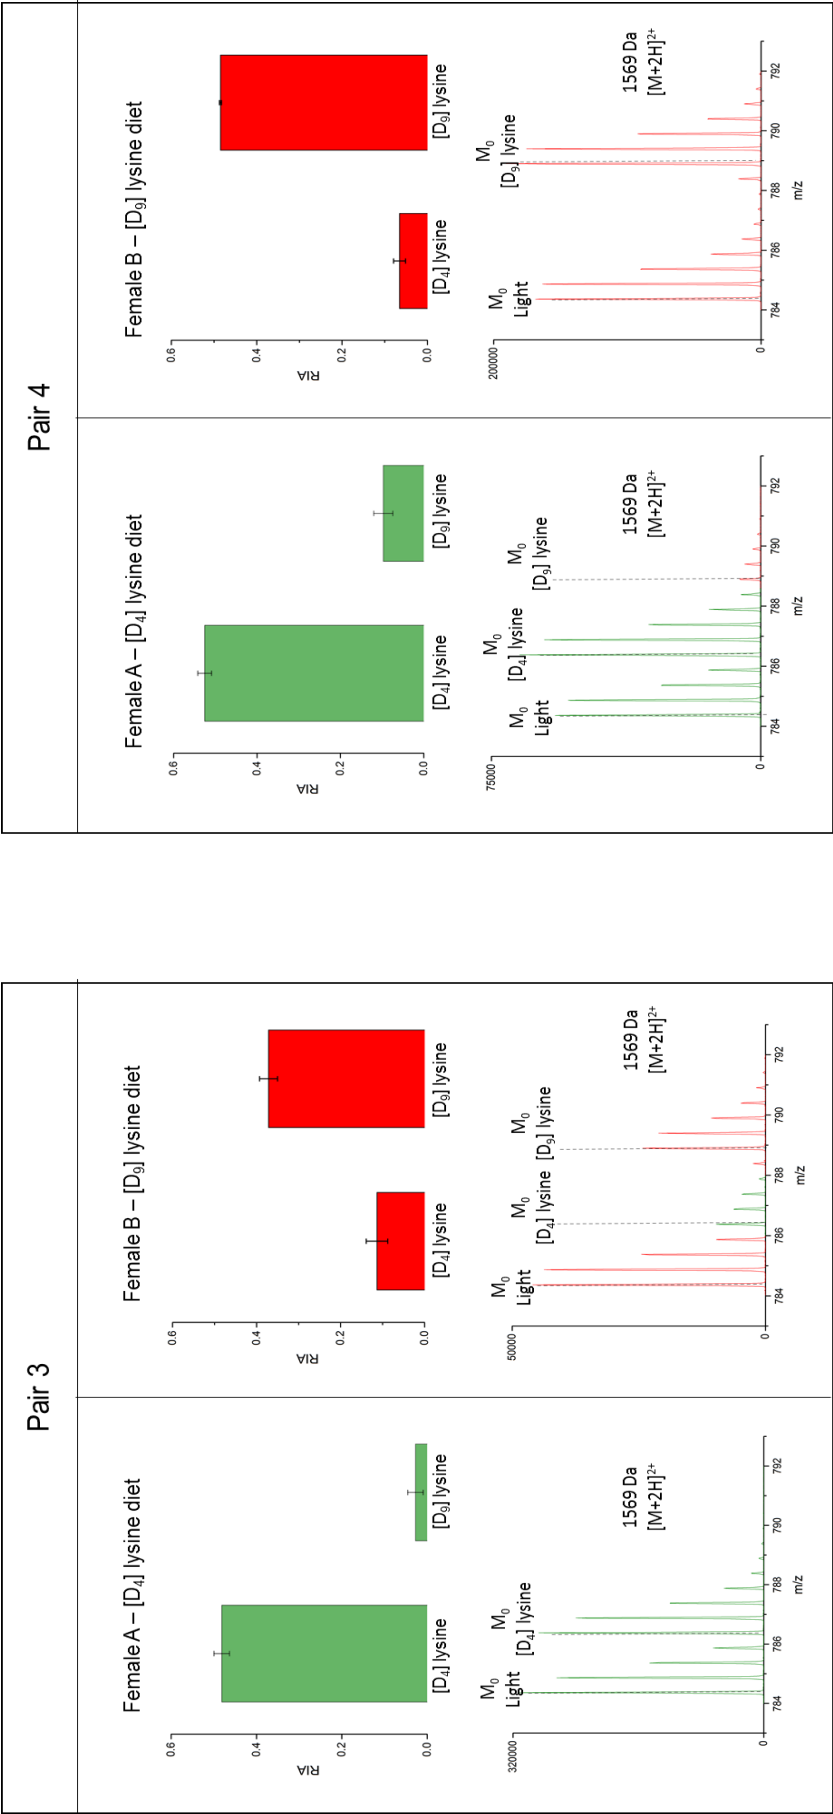 Pair 3
Female A – [D4] lysine diet
0.6
0.4
0.2
0.0
RIA
[D4] lysine
[D9] lysine
320000
0
M0
Light
M0
[D4] lysine
1569 Da
[M+2H]2+
784
786
788
790
792
m/z
Female B – [D9] lysine diet
0.6
0.4
0.2
0.0
RIA
[D4] lysine
[D9] lysine
50000
0
M0
Light
M0
[D4] lysine
M0
[D9] lysine
1569 Da
[M+2H]2+
784
786
788
790
792
m/z
Pair 4
Female A – [D4] lysine diet
0.6
0.4
0.2
0.0
RIA
[D4] lysine
[D9] lysine
75000
0
M0
Light
M0
[D4] lysine
M0
[D9] lysine
1569 Da
[M+2H]2+
784
786
788
790
792
m/z
Female B – [D9] lysine diet
0.6
0.4
0.2
0.0
RIA
[D4] lysine
[D9] lysine
200000
0
M0
Light
M0
[D9] lysine
1569 Da
[M+2H]2+
784
786
788
790
792
m/z